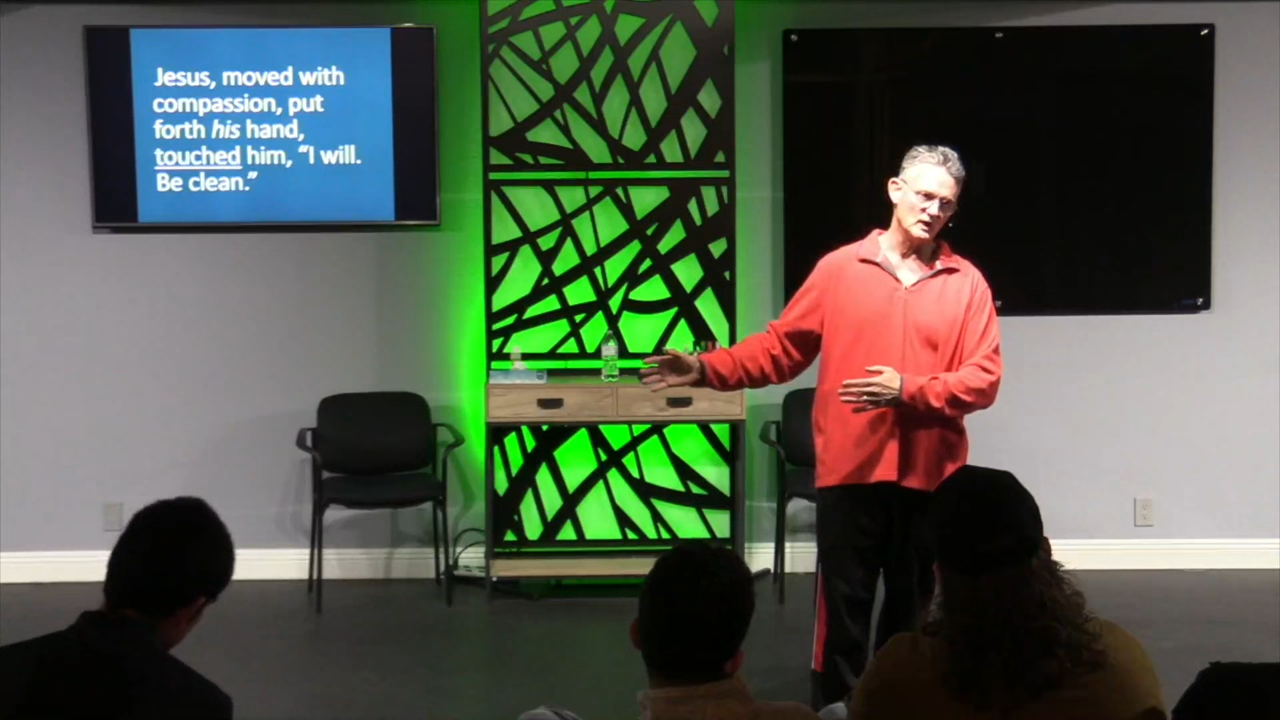 Jesus, moved with
compassion, put
forth his hand,
touched him, “I will.
Be clean.”